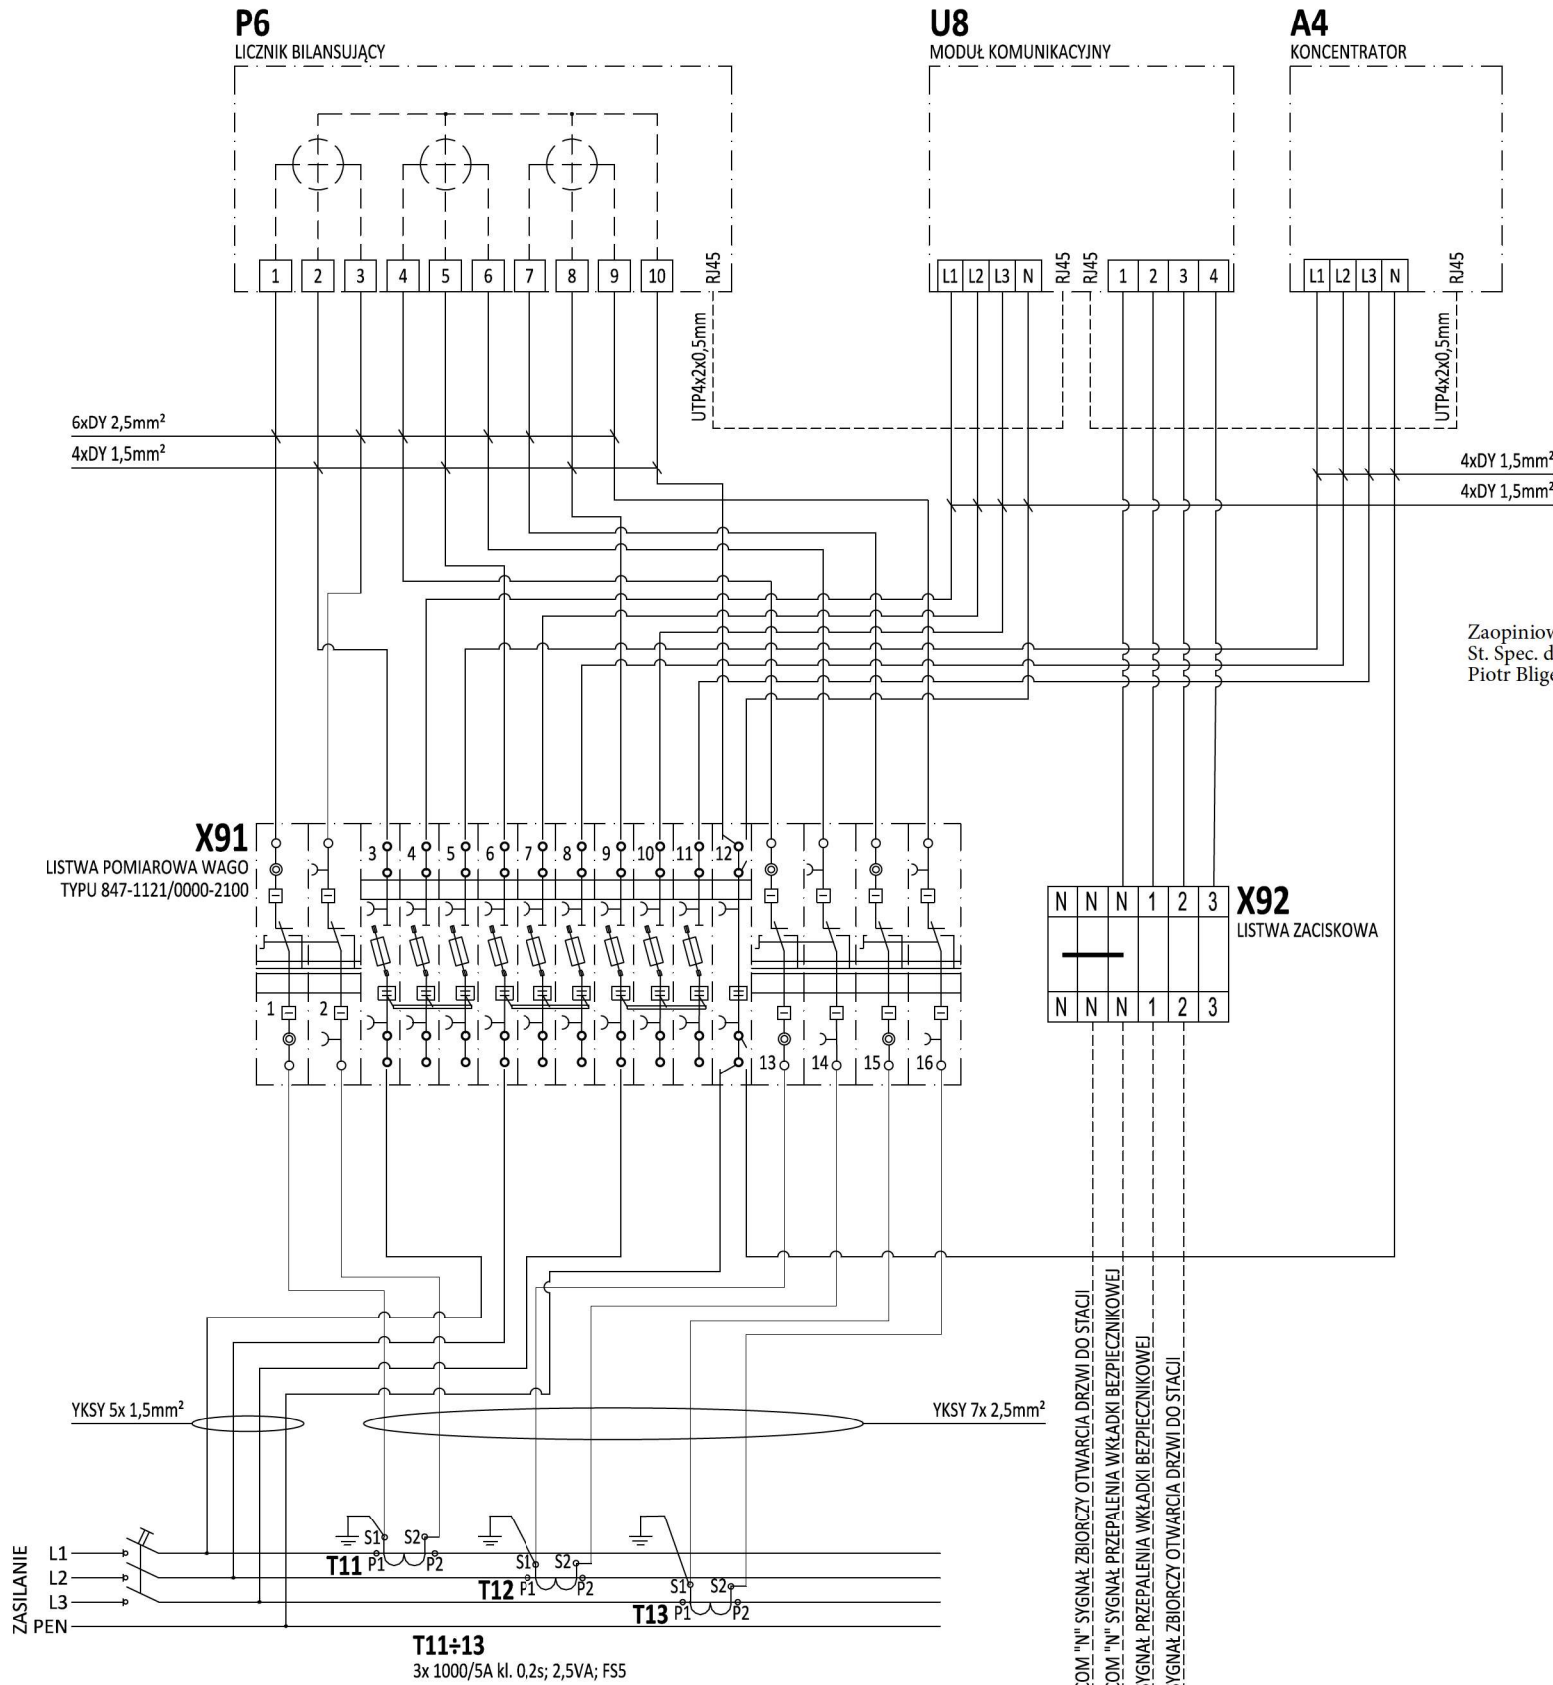 P6
LICZNIK BILANSUJĄCY
U8
MODUŁ KOMUNIKACYJNY
A4
KONCENTRATOR
1 2 3 4 5 6 7 8 9 10 RJ45
L1 L2 L3 N RJ45 RJ45 1 2 3 4
L1 L2 L3 N RJ45
UTP4x2x0,5mm
UTP4x2x0,5mm
6xDY 2,5mm²
4xDY 1,5mm²
4xDY 1,5mm²
4xDY 1,5mm²
St. Spec. d
Piotr
X91
LISTWA POMIAROWA WAGO
TYPU 847-1121/0000-2100
3 4 5 6 7 8 9 10 11 12
1 2
13 14 15 16
N N N 1 2 3
X92
LISTWA ZACISKOWA
N N N 1 2 3
COM "N" SYGNAŁ ZBIORCZY OTWARCIA DRZWI DO STACJI
COM "N" SYGNAŁ PRZEPALENIA WKŁADKI BEZPIECZNIKOWEJ
YGNAŁ PRZEPALENIA WKŁADKI BEZPIECZNIKOWEJ
YGNAŁ ZBIORCZY OTWARCIA DRZWI DO STACJI
YKSY 5x 1,5mm²
YKSY 7x 2,5mm²
ZASILANIE
L1
L2
L3
PEN
S1 S2
T11 P1 P2
S1 S2
T12 P1 P2
S1 S2
T13 P1 P2
T11÷13
3x 1000/5A kl. 0,2s; 2,5VA; FS5